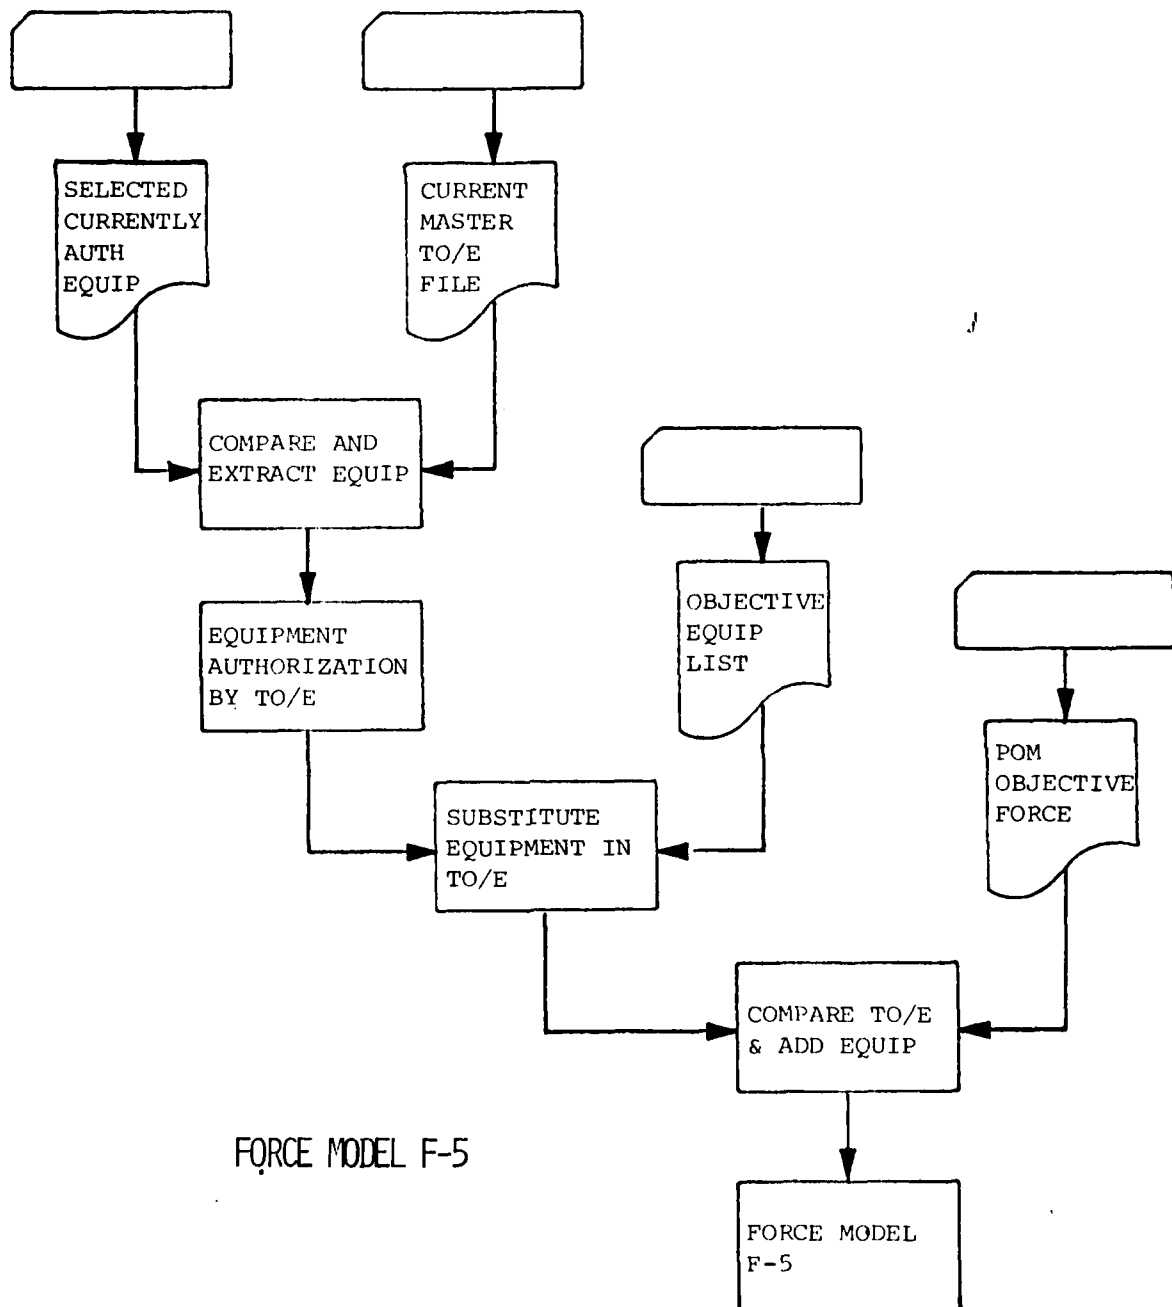 SELECTED
CURRENTLY
AUTH
EQUIP
CURRENT
MASTER
TO/E
FILE
COMPARE AND
EXTRACT EQUIP
EQUIPMENT
AUTHORIZATION
BY TO/E
OBJECTIVE
EQUIP
LIST
POM
OBJECTIVE
FORCE
SUBSTITUTE
EQUIPMENT IN
TO/E
COMPARE TO/E
& ADD EQUIP
FORCE MODEL F-5
FORCE MODEL
F-5